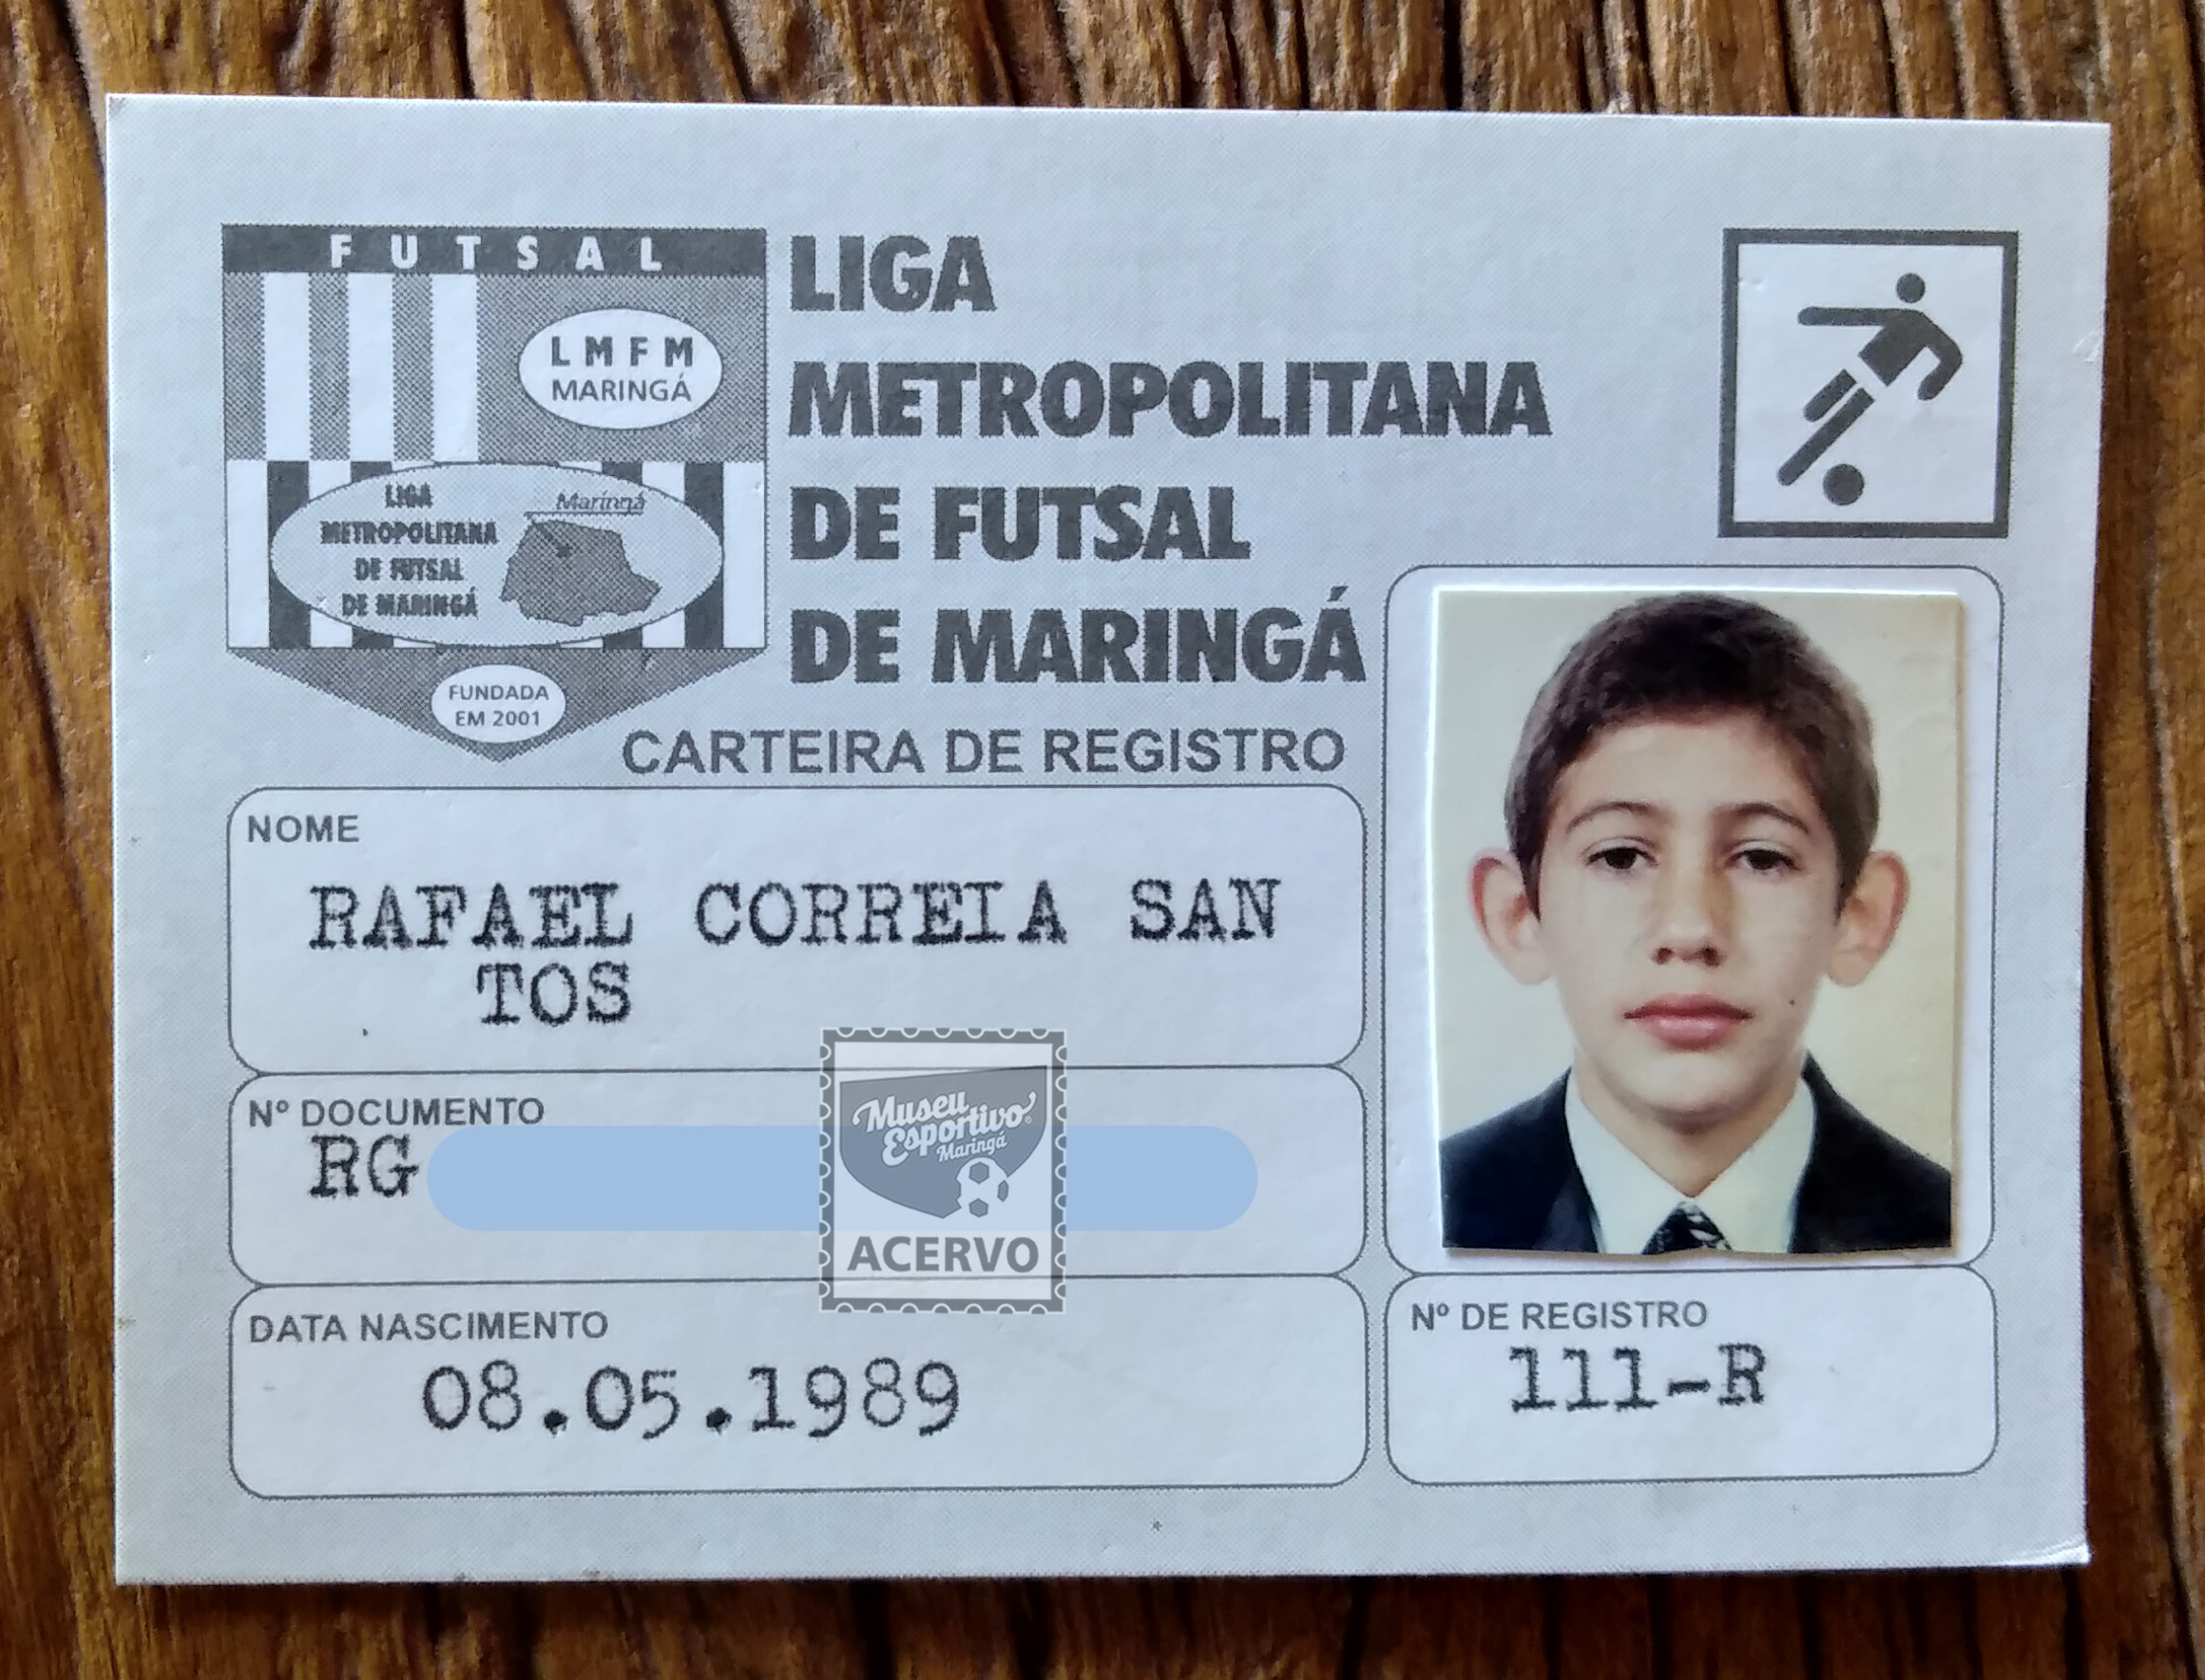 FUTSAL
LMFM
MARINGÁ
LIGA
METROPOLITANA
DE FUTSAL
DE MARINGÁ
Maringá
FUNDADA
EM 2001
LIGA
METROPOLITANA
DE FUTSAL
DE MARINGÁ
CARTEIRA DE REGISTRO
NOME
RAFAEL CORREIA SAN
TOS
Nº DOCUMENTO
RG
Museu
Esportivo
Maringá
ACERVO
DATA NASCIMENTO
08.05.1989
Nº DE REGISTRO
111-R